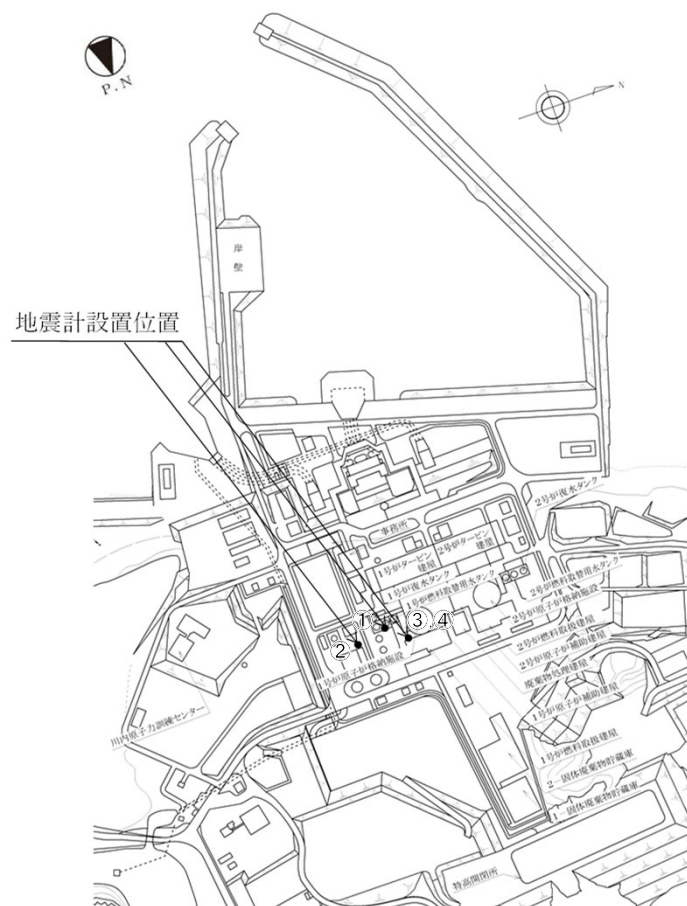 P.N
N
岸壁
地震計設置位置
2号炉復水タンク
事務所
1号炉タービン建屋
2号炉タービン建屋
1号炉復水タンク
1号炉燃料取替用水タンク
2号炉燃料取替用水タンク
2号炉原子炉格納施設
①
③,④
②
2号炉燃料取扱建屋
2号炉原子炉補助建屋
1号炉原子炉格納施設
廃棄物処理建屋
1号炉原子炉補助建屋
川内原子力訓練センター
1号炉燃料取扱建屋
2-固体廃棄物貯蔵庫
1-固体廃棄物貯蔵庫
特高開閉所